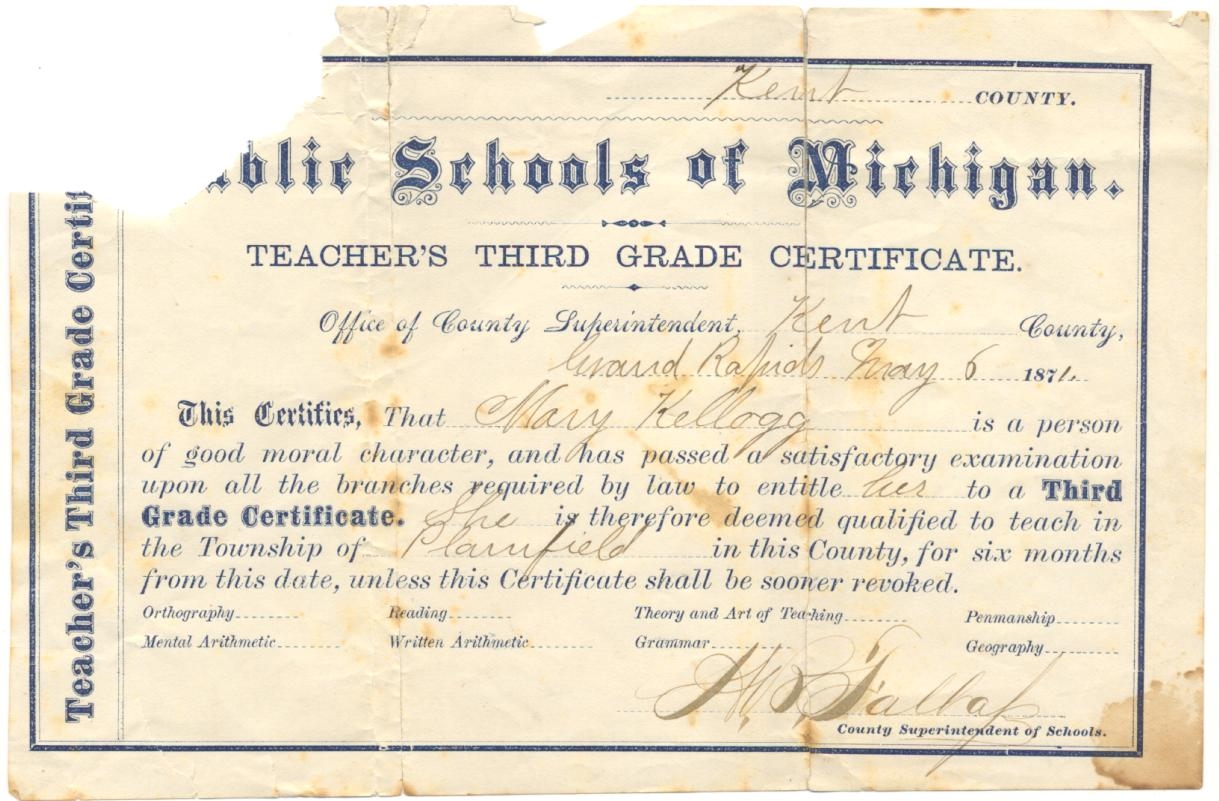 Kent COUNTY.
ublic Schools of Michigan.
TEACHER'S THIRD GRADE CERTIFICATE.
Office of County Superintendent, Kent County,
Grand Rapids May 6 1871.
This Certifies, That Mary Kellogg is a person
of good moral character, and has passed a satisfactory examination
upon all the branches required by law to entitle her to a Third
Grade Certificate. She is therefore deemed qualified to teach in
the Township of Plainfield in this County, for six months
from this date, unless this Certificate shall be sooner revoked.
Orthography Reading Theory and Art of Teaching Penmanship
Mental Arithmetic Written Arithmetic Grammar Geography
County Superintendent of Schools.
Teacher's Third Grade Certif